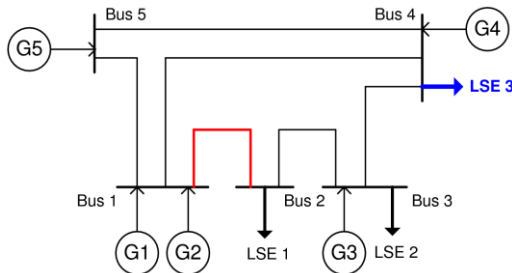 Bus 5
Bus 4
G5
G4
LSE 3
Bus 1
Bus 2
Bus 3
G1
G2
LSE 1
G3
LSE 2